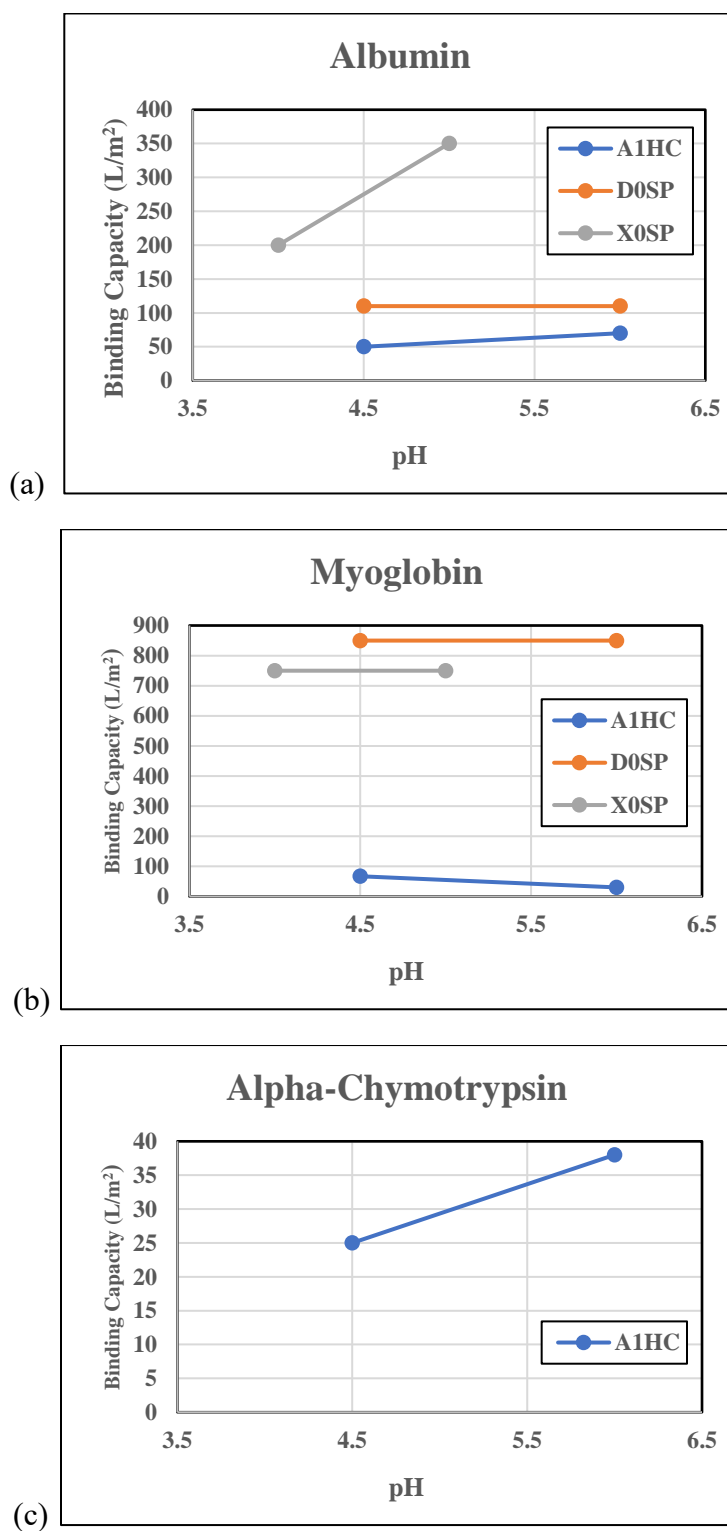 Albumin
Binding Capacity (L/m²)
400
350
300
250
200
150
100
50
0
A1HC
D0SP
X0SP
3.5 4.5 5.5 6.5
pH
(a)
Myoglobin
Binding Capacity (L/m²)
900
800
700
600
500
400
300
200
100
0
A1HC
D0SP
X0SP
3.5 4.5 5.5 6.5
pH
(b)
Alpha-Chymotrypsin
Binding Capacity (L/m²)
40
35
30
25
20
15
10
5
0
A1HC
3.5 4.5 5.5 6.5
pH
(c)